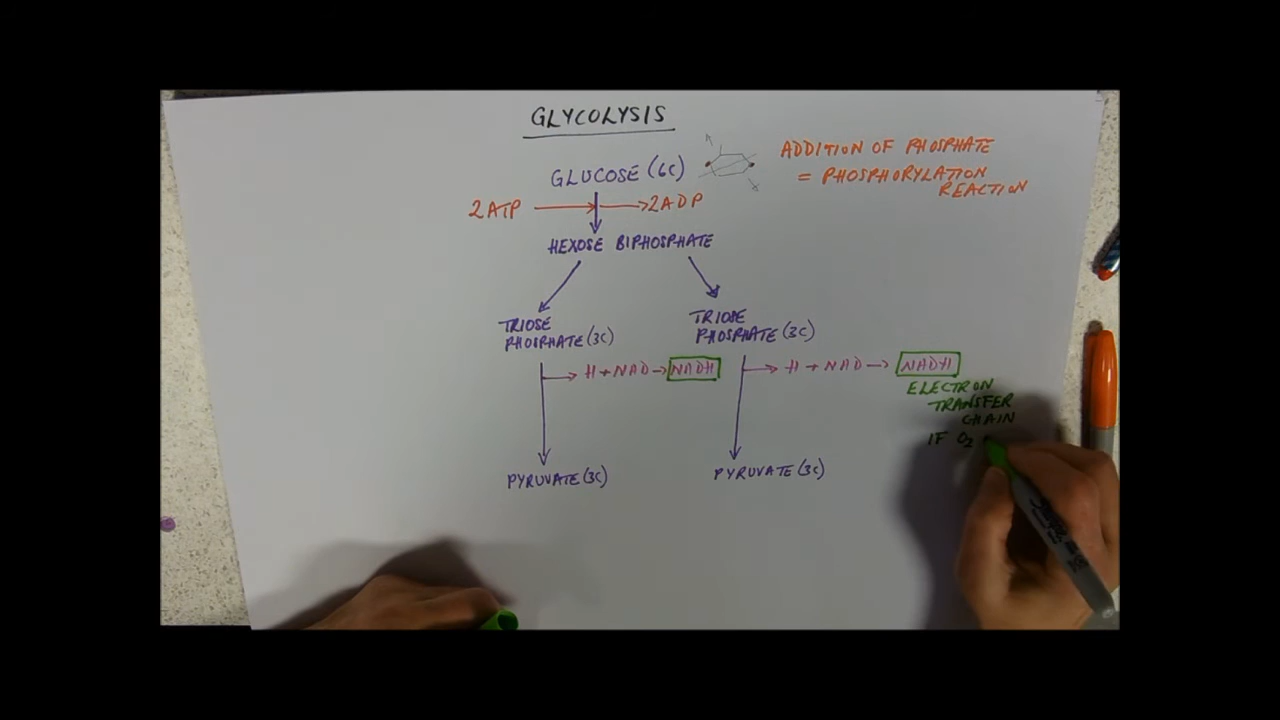 GLYCOLYSIS
GLUCOSE (6C)
ADDITION OF PHOSPHATE
= PHOSPHORYLATION
REACTION
2ATP
2ADP
HEXOSE BIPHOSPHATE
TRIOSE
PHOSPHATE (3C)
TRIOSE
PHOSPHATE (3C)
H + NAD → NADH
H + NAD → NADH
ELECTRON
TRANSFER
CHAIN
IF O2
PYRUVATE (3C)
PYRUVATE (3C)